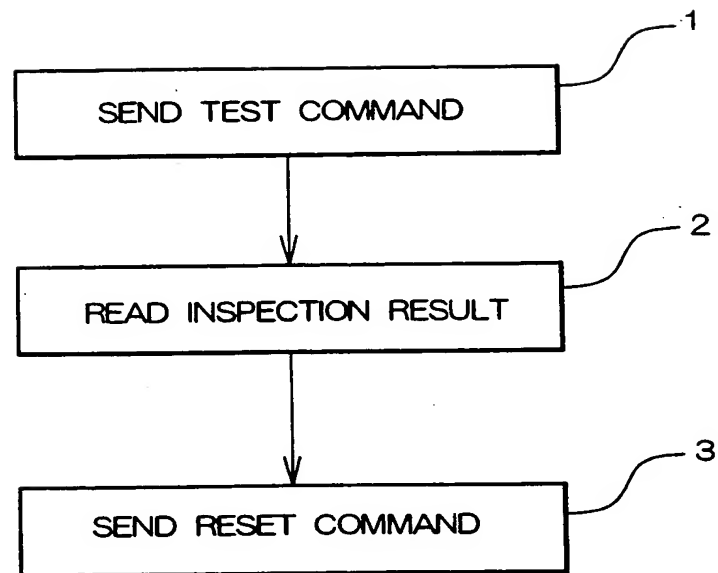 1
SEND TEST COMMAND
2
READ INSPECTION RESULT
3
SEND RESET COMMAND